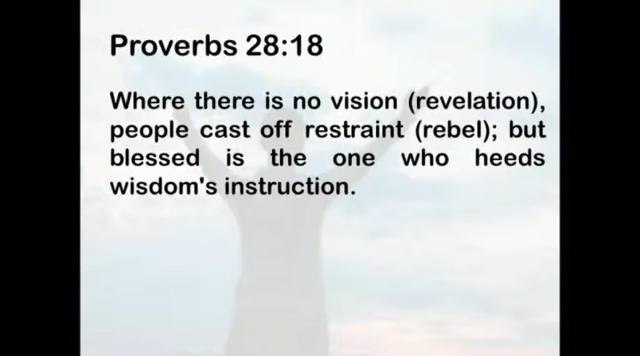 Proverbs 28:18
Where there is no vision (revelation),
people cast off restraint (rebel); but
blessed is the one who heeds
wisdom's instruction.